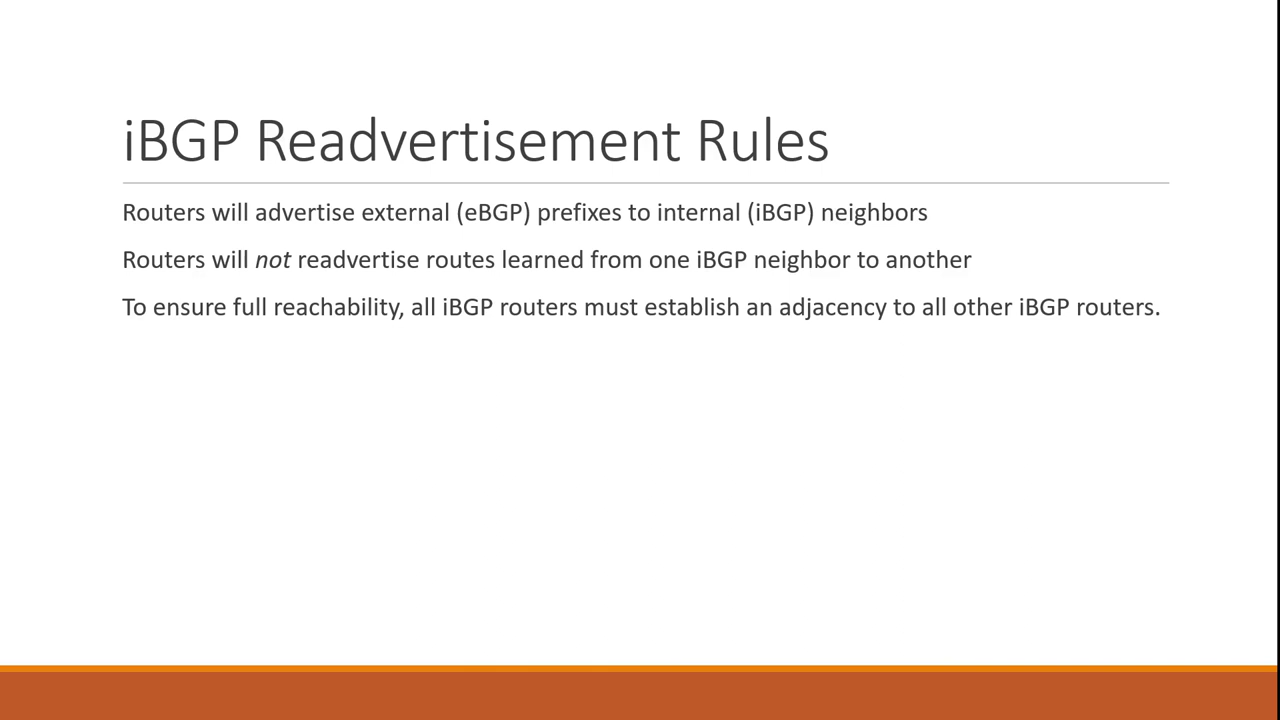 iBGP Readvertisement Rules
Routers will advertise external (eBGP) prefixes to internal (iBGP) neighbors
Routers will not readvertise routes learned from one iBGP neighbor to another
To ensure full reachability, all iBGP routers must establish an adjacency to all other iBGP routers.